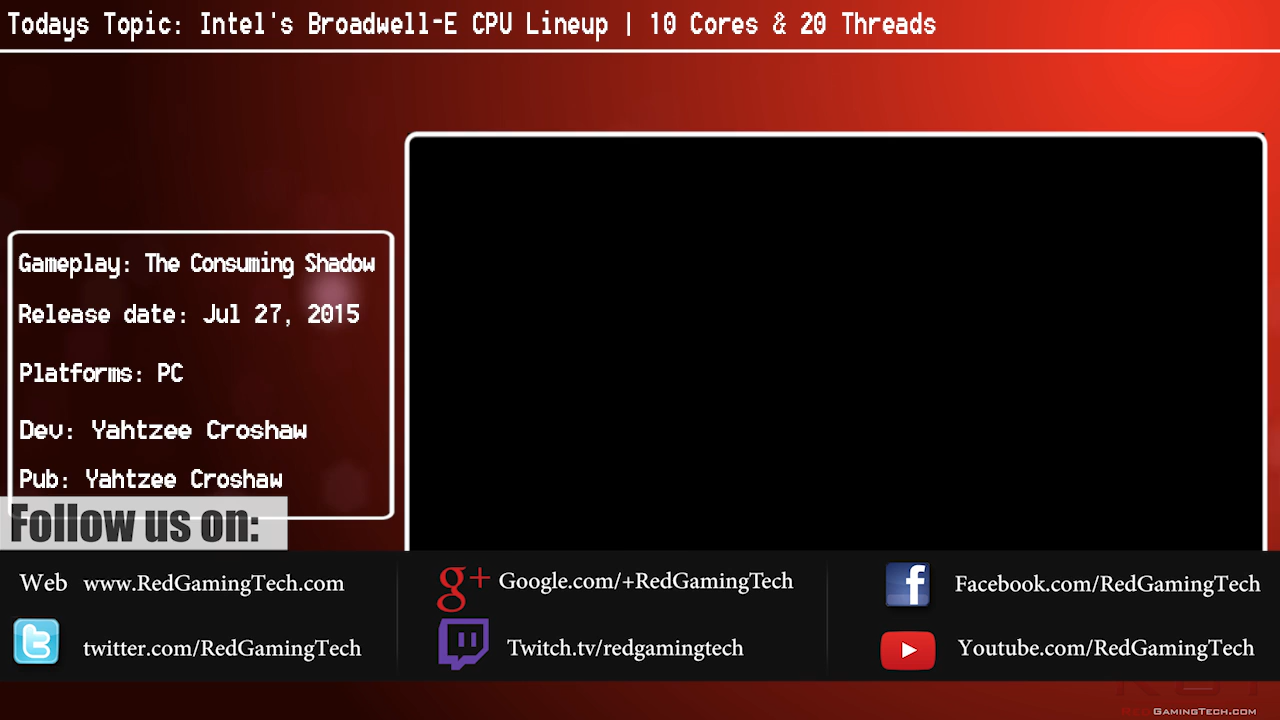 Todays Topic: Intel's Broadwell-E CPU Lineup | 10 Cores & 20 Threads
Gameplay: The Consuming Shadow
Release date: Jul 27, 2015
Platforms: PC
Dev: Yahtzee Croshaw
Pub: Yahtzee Croshaw
Follow us on:
Web www.RedGamingTech.com
g+ Google.com/+RedGamingTech
f Facebook.com/RedGamingTech
t twitter.com/RedGamingTech
Twitch.tv/redgamingtech
Youtube.com/RedGamingTech
RedGamingTech.com